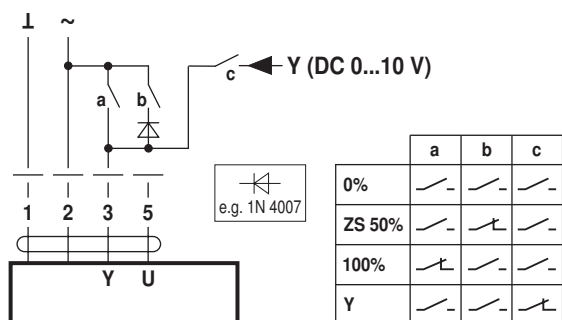 ⊥ ~
a b c Y (DC 0...10 V)
1 2 3 5
Y U
e.g. 1N 4007
a b c
0%
ZS 50%
100%
Y